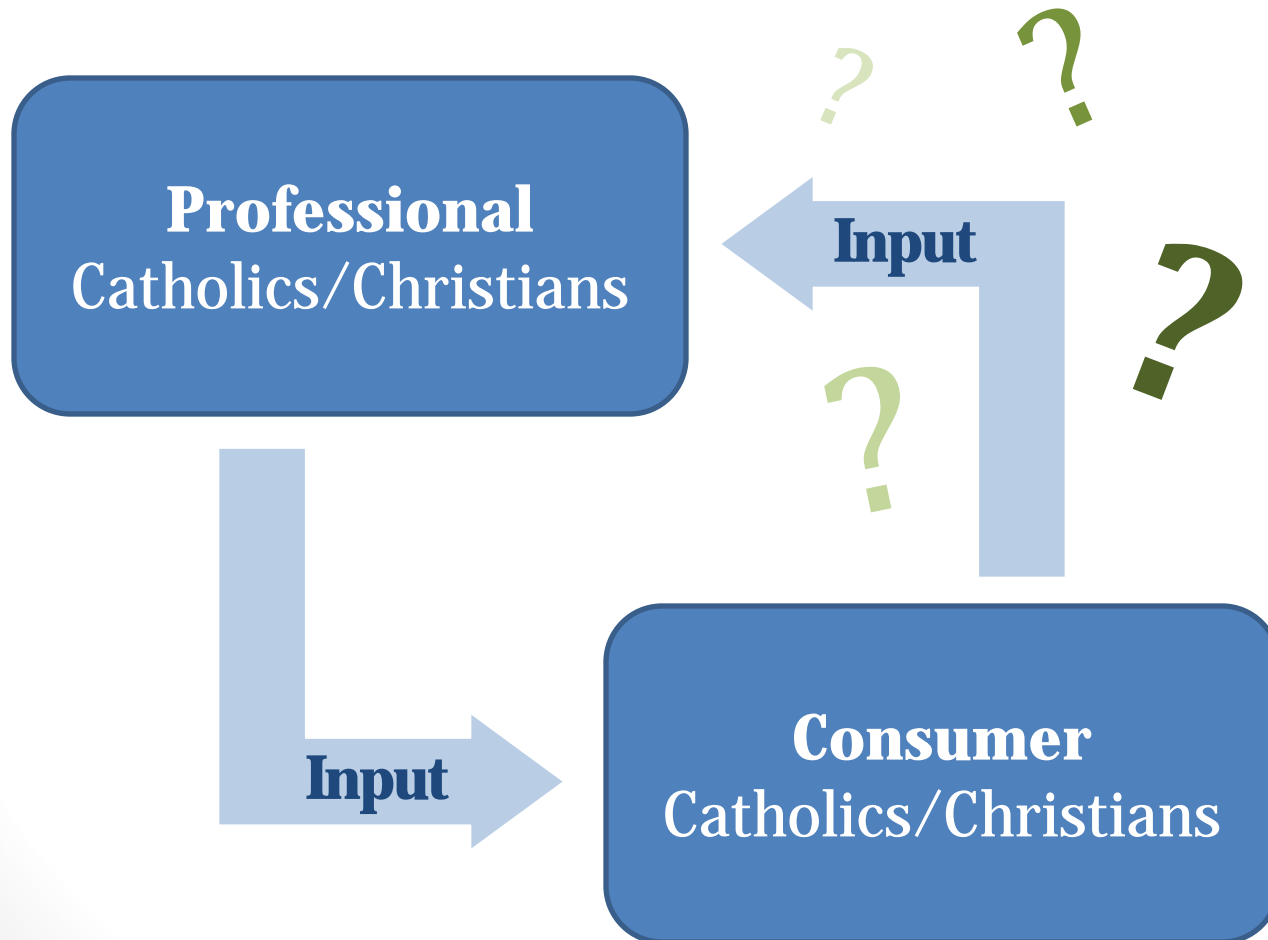 ?
?
Professional
Catholics/Christians
Input
?
?
Input
Consumer
Catholics/Christians